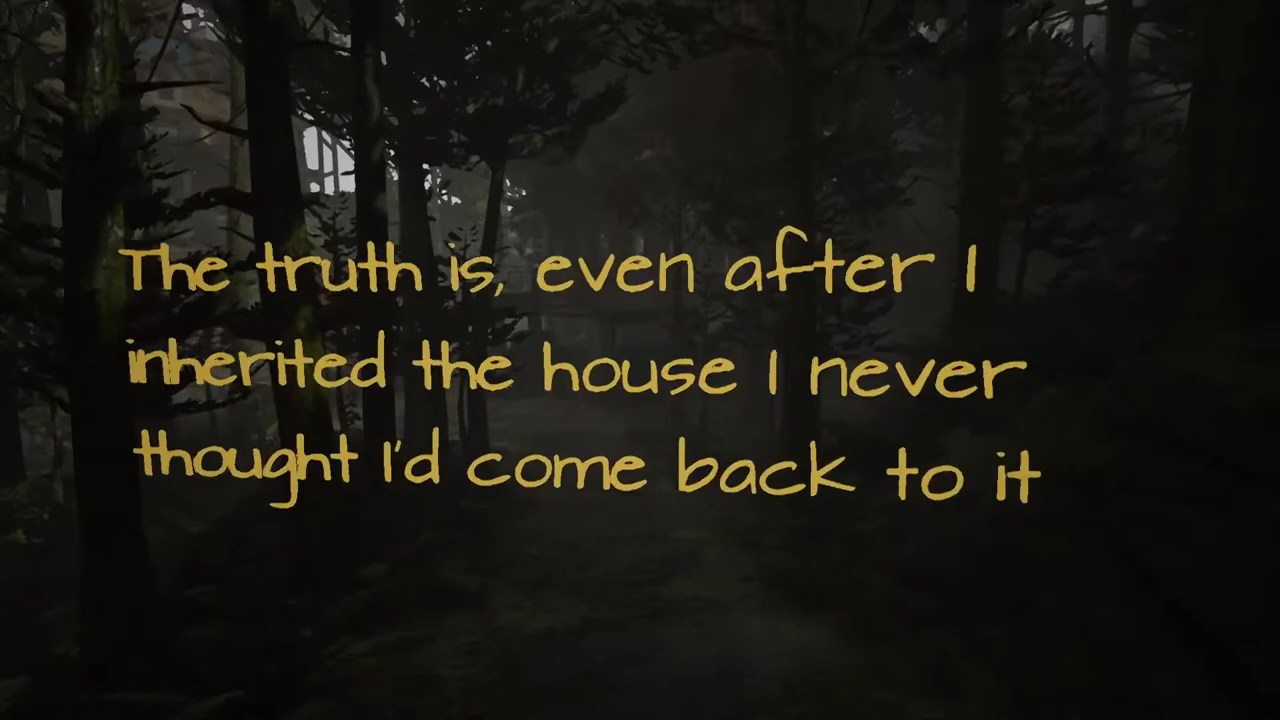 The truth is, even after I
inherited the house I never
thought I'd come back to it